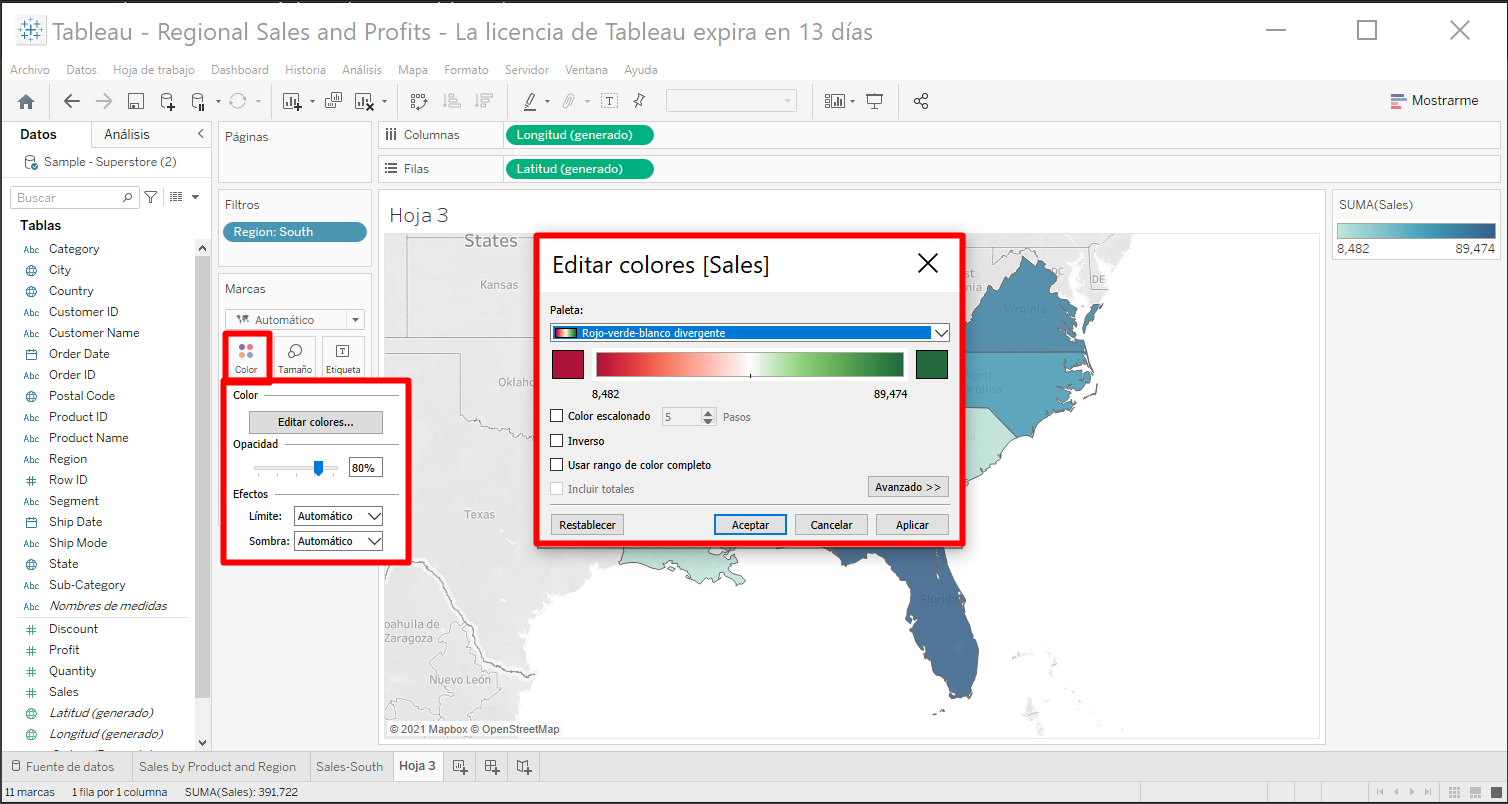 Tableau - Regional Sales and Profits - La licencia de Tableau expira en 13 días
Archivo Datos Hoja de trabajo Dashboard Historia Análisis Mapa Formato Servidor Ventana Ayuda
Mostrarme
Datos Análisis
Sample - Superstore (2)
Buscar
Tablas
Abc Category
City
Country
Abc Customer ID
Abc Customer Name
Order Date
Abc Order ID
Postal Code
Abc Product ID
Abc Product Name
Abc Region
# Row ID
Abc Segment
Ship Date
Abc Ship Mode
State
Abc Sub-Category
Abc Nombres de medidas
# Discount
# Profit
# Quantity
# Sales
Latitud (generado)
Longitud (generado)
Páginas
Filtros
Region: South
Marcas
Automático
Color Tamaño Etiqueta
Color
Editar colores...
Opacidad
80%
Efectos
Límite: Automático
Sombra: Automático
Columnas Longitud (generado)
Filas Latitud (generado)
Hoja 3
States
Kansas
Oklaho
Texas
oahuila de
Zaragoza
Nuevo León
DC
DE
Virginia
North
Florida
© 2021 Mapbox © OpenStreetMap
Editar colores [Sales]
Paleta:
Rojo-verde-blanco divergente
8,482 89,474
Color escalonado 5 Pasos
Inverso
Usar rango de color completo
Incluir totales
Avanzado >>
Restablecer Aceptar Cancelar Aplicar
SUMA(Sales)
8,482 89,474
Fuente de datos Sales by Product and Region Sales-South Hoja 3
11 marcas 1 fila por 1 columna SUMA(Sales): 391,722